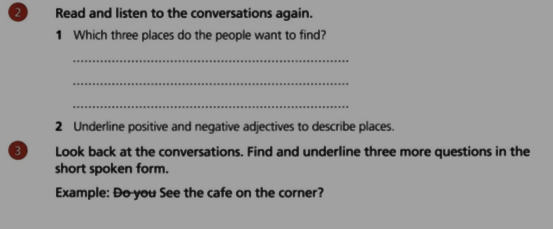 2 Read and listen to the conversations again.
1 Which three places do the people want to find?
2 Underline positive and negative adjectives to describe places.
3 Look back at the conversations. Find and underline three more questions in the
short spoken form.
Example: Do you See the cafe on the corner?